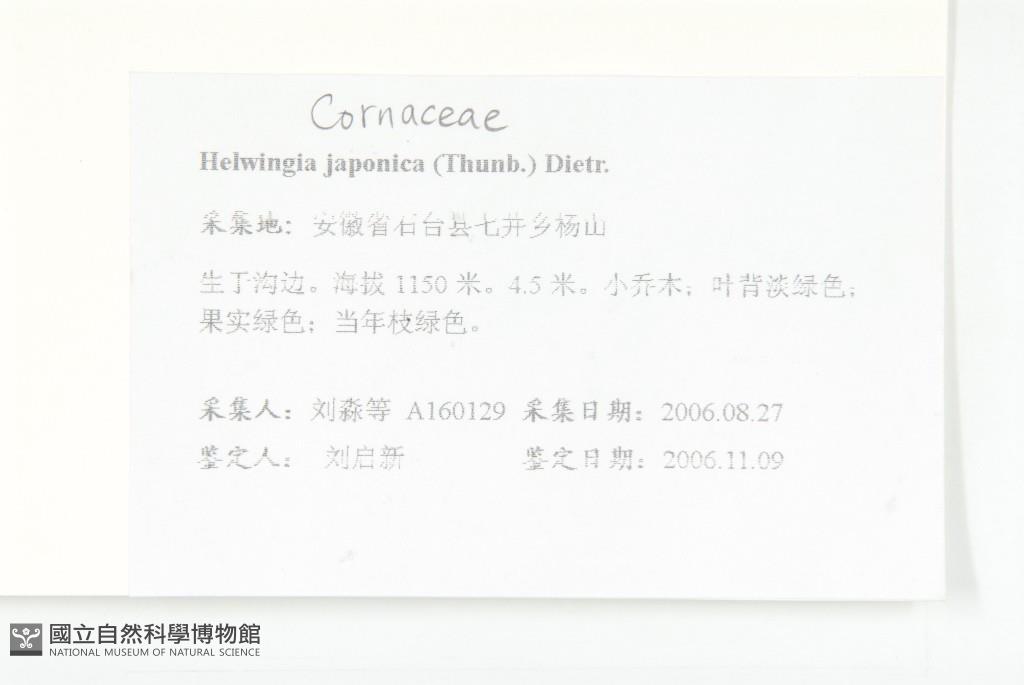 Cornaceae
Helwingia japonica (Thunb.) Dietr.
采集地：安徽省石台县七井乡杨山
生于沟边。海拔 1150 米。4.5 米。小乔木；叶背淡绿色；
果实绿色；当年枝绿色。
采集人：刘淼等 A160129 采集日期：2006.08.27
鉴定人：刘启新 鉴定日期：2006.11.09
國立自然科學博物館
NATIONAL MUSEUM OF NATURAL SCIENCE